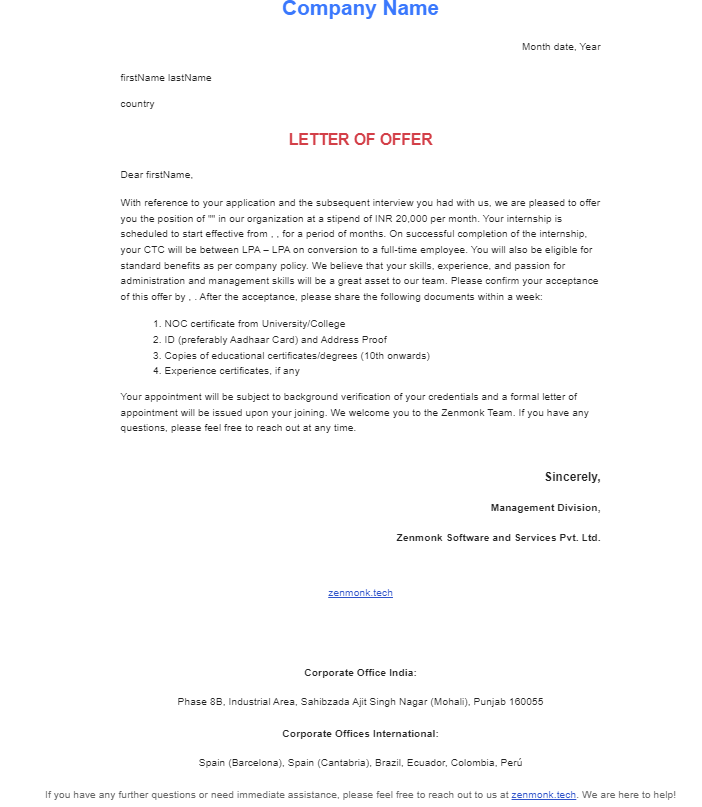 Company Name
Month date, Year
firstName lastName
country
LETTER OF OFFER
Dear firstName,
With reference to your application and the subsequent interview you had with us, we are pleased to offer
you the position of "" in our organization at a stipend of INR 20,000 per month. Your internship is
scheduled to start effective from , , for a period of months. On successful completion of the internship,
your CTC will be between LPA – LPA on conversion to a full-time employee. You will also be eligible for
standard benefits as per company policy. We believe that your skills, experience, and passion for
administration and management skills will be a great asset to our team. Please confirm your acceptance
of this offer by , . After the acceptance, please share the following documents within a week:
1. NOC certificate from University/College
2. ID (preferably Aadhaar Card) and Address Proof
3. Copies of educational certificates/degrees (10th onwards)
4. Experience certificates, if any
Your appointment will be subject to background verification of your credentials and a formal letter of
appointment will be issued upon your joining. We welcome you to the Zenmonk Team. If you have any
questions, please feel free to reach out at any time.
Sincerely,
Management Division,
Zenmonk Software and Services Pvt. Ltd.
zenmonk.tech
Corporate Office India:
Phase 8B, Industrial Area, Sahibzada Ajit Singh Nagar (Mohali), Punjab 160055
Corporate Offices International:
Spain (Barcelona), Spain (Cantabria), Brazil, Ecuador, Colombia, Perú
If you have any further questions or need immediate assistance, please feel free to reach out to us at zenmonk.tech. We are here to help!